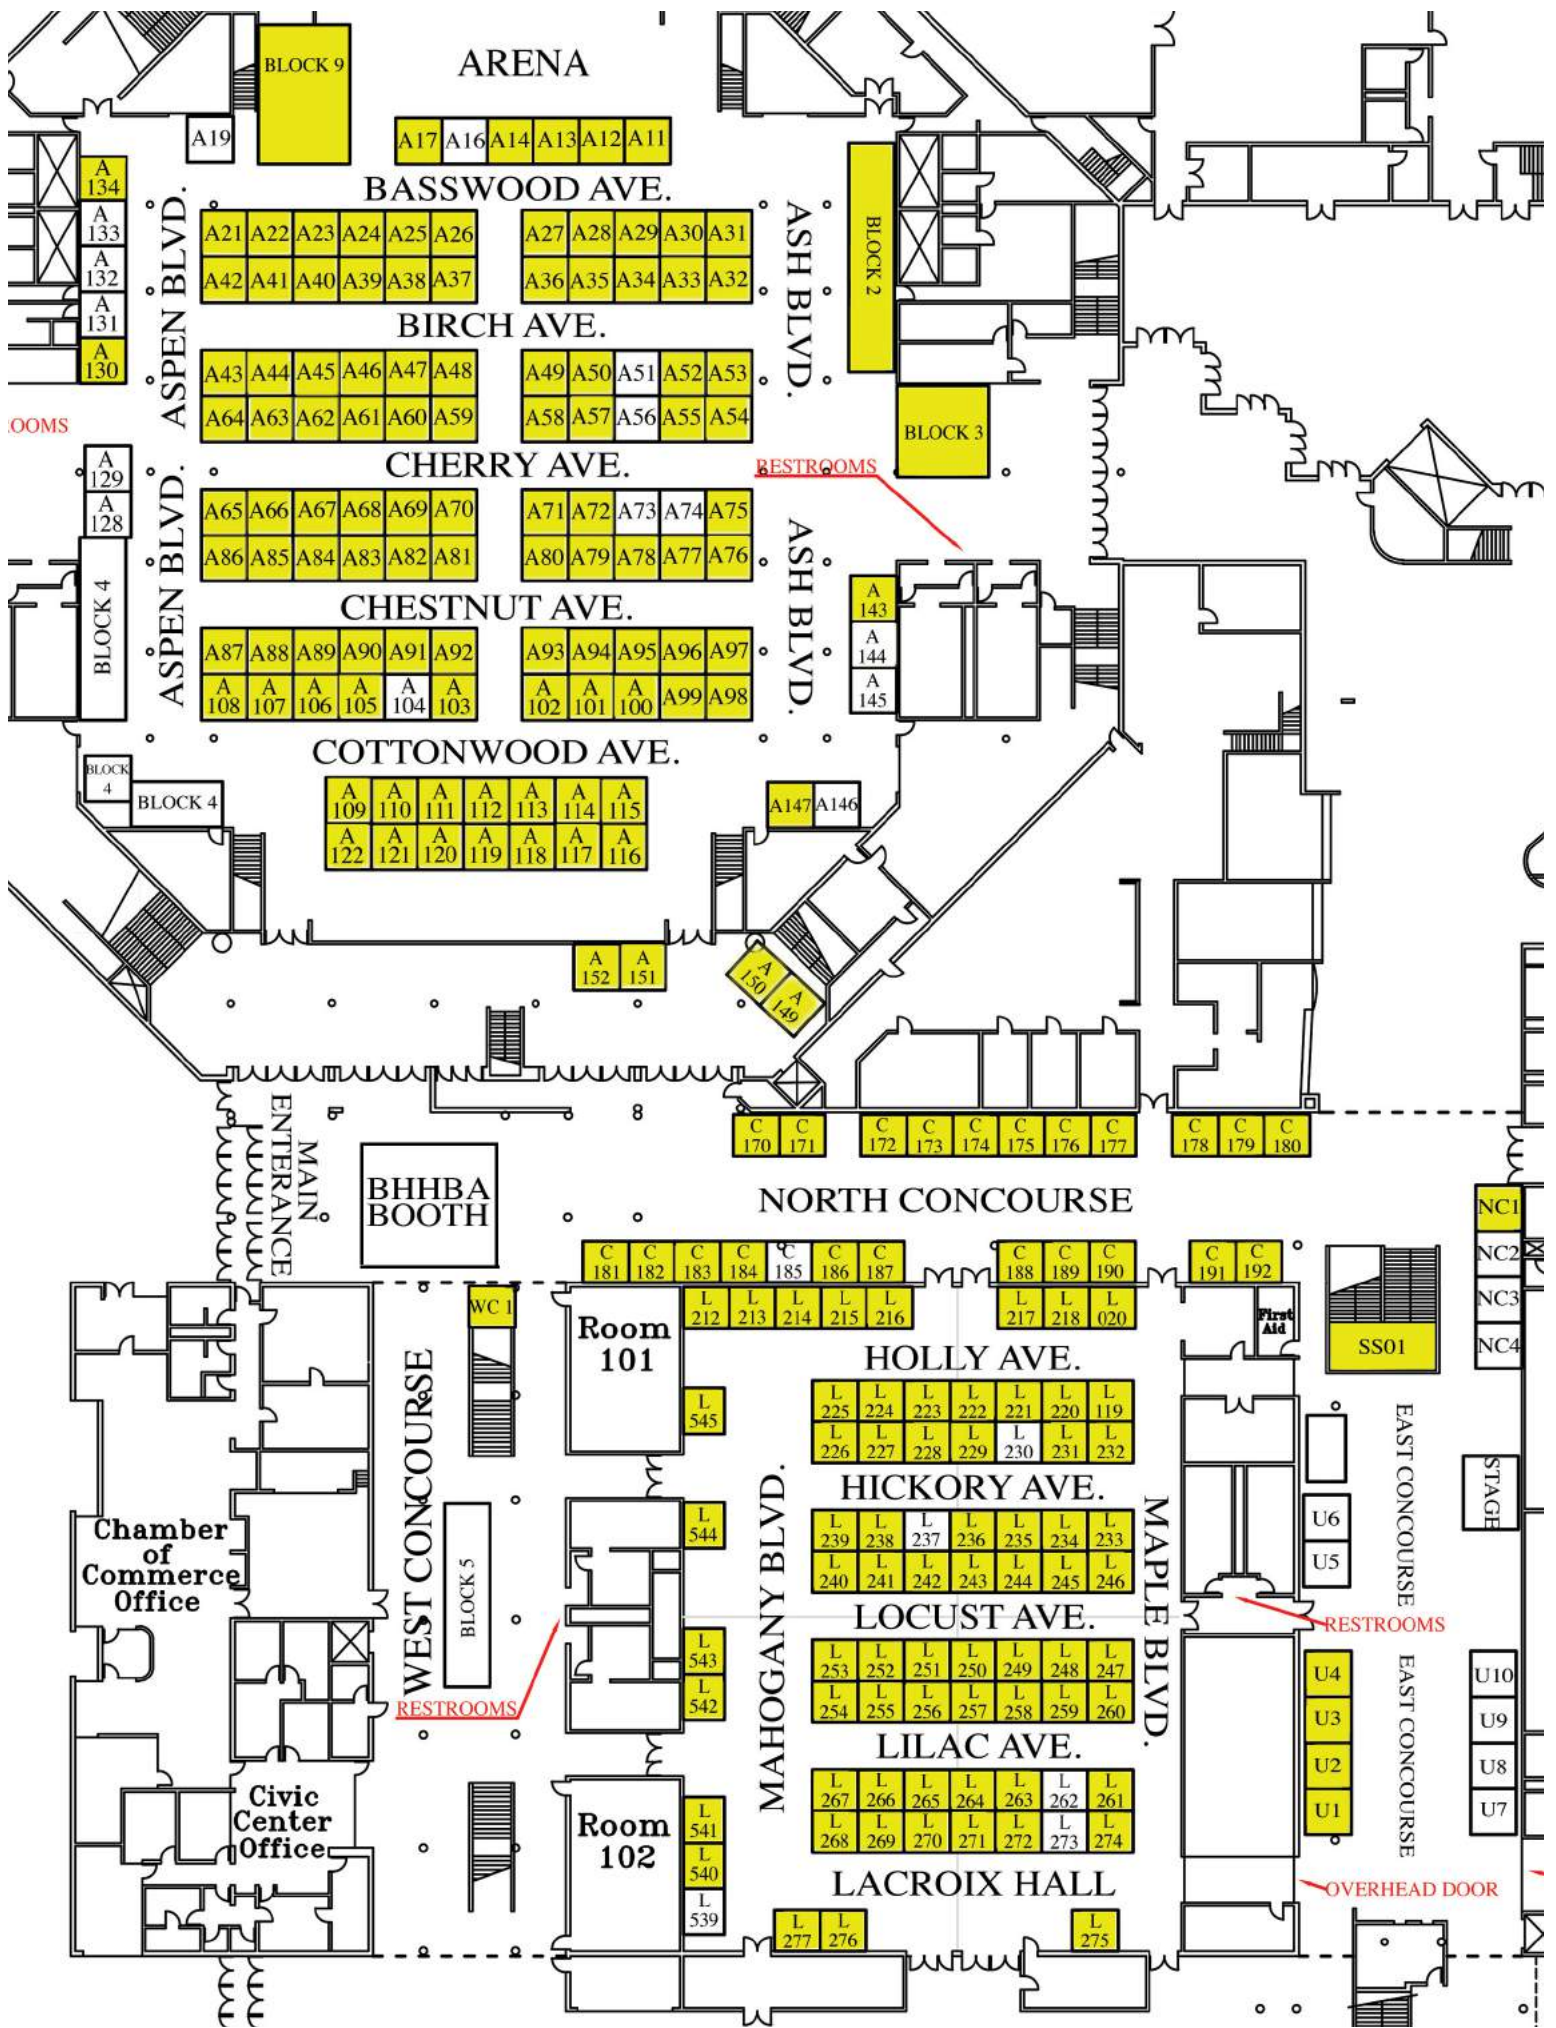 BLOCK 9
ARENA
A19
A17 A16 A14 A13 A12 A11
A
134
BASSWOOD AVE.
A
133
A21 A22 A23 A24 A25 A26 A27 A28 A29 A30 A31
A
132
A42 A41 A40 A39 A38 A37 A36 A35 A34 A33 A32
BLOCK 2
A
131
BIRCH AVE.
A
130
ASPEN BLVD.
ASH BLVD.
A43 A44 A45 A46 A47 A48 A49 A50 A51 A52 A53
A64 A63 A62 A61 A60 A59 A58 A57 A56 A55 A54
BLOCK 3
OOMS
CHERRY AVE.
RESTROOMS
A
129
A
128
A65 A66 A67 A68 A69 A70 A71 A72 A73 A74 A75
A86 A85 A84 A83 A82 A81 A80 A79 A78 A77 A76
BLOCK 4
ASPEN BLVD.
ASH BLVD.
CHESTNUT AVE.
A
143
A
144
A
145
A87 A88 A89 A90 A91 A92 A93 A94 A95 A96 A97
A A A A A A A A A A99 A98
108 107 106 105 104 103 102 101 100
COTTONWOOD AVE.
BLOCK
4
BLOCK 4
A A A A A A A
109 110 111 112 113 114 115
A A A A A A A
122 121 120 119 118 117 116
A147 A146
A A
152 151
A
150
A
149
MAIN
ENTERANCE
C C C C C C C C C C C
170 171 172 173 174 175 176 177 178 179 180
BHHBA
BOOTH
NORTH CONCOURSE
NC1
NC2
NC3
NC4
C C C C C C C C C C C C
181 182 183 184 185 186 187 188 189 190 191 192
WC 1
Room
101
L L L L L L L L
212 213 214 215 216 217 218 020
First
Aid
SS01
HOLLY AVE.
L
545
L L L L L L L
225 224 223 222 221 220 119
L L L L L L L
226 227 228 229 230 231 232
WEST CONCOURSE
EAST CONCOURSE
STAGE
HICKORY AVE.
Chamber
of
Commerce
Office
BLOCK 5
L
544
MAHOGANY BLVD.
MAPLE BLVD.
L L L L L L L
239 238 237 236 235 234 233
L L L L L L L
240 241 242 243 244 245 246
U6
U5
LOCUST AVE.
RESTROOMS
RESTROOMS
L
543
L
542
L L L L L L L
253 252 251 250 249 248 247
L L L L L L L
254 255 256 257 258 259 260
U4
U3
U2
U1
EAST CONCOURSE
U10
U9
U8
U7
LILAC AVE.
Civic
Center
Office
Room
102
L
541
L
540
L
539
L L L L L L L
267 266 265 264 263 262 261
L L L L L L L
268 269 270 271 272 273 274
LACROIX HALL
OVERHEAD DOOR
L L L
277 276 275